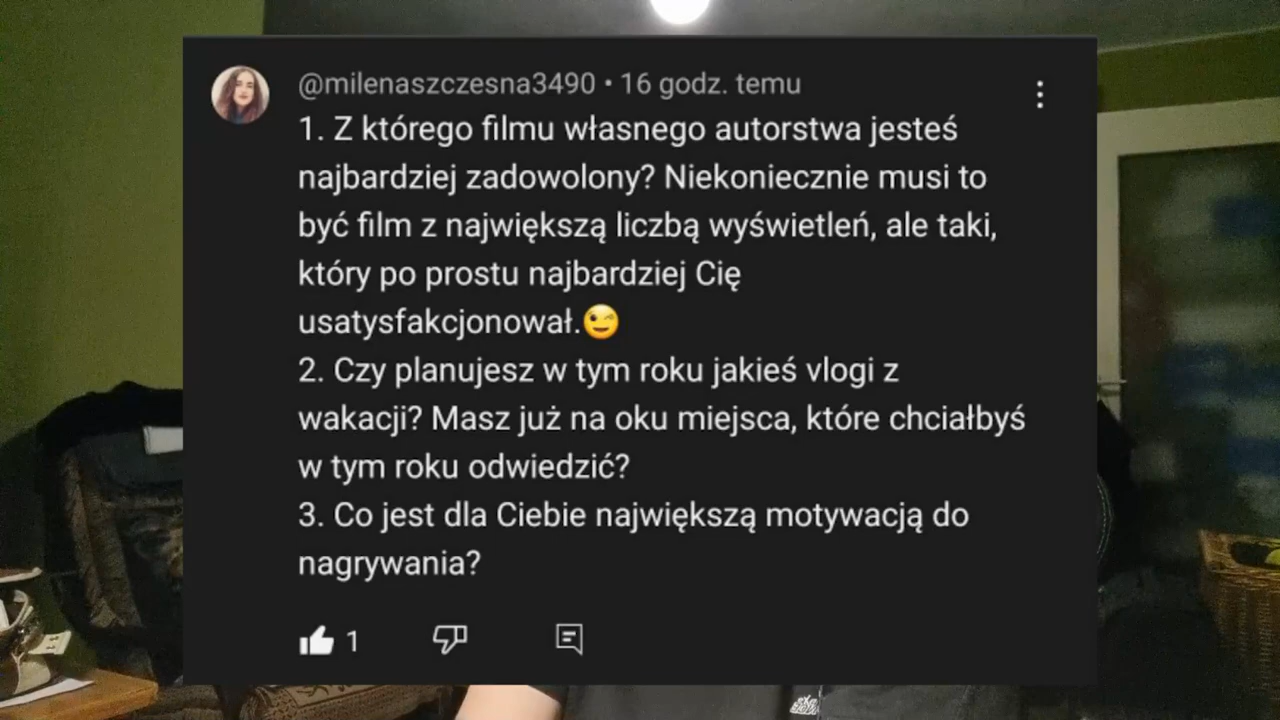 @milenaszczesna3490 • 16 godz. temu
1. Z którego filmu własnego autorstwa jesteś
najbardziej zadowolony? Niekoniecznie musi to
być film z największą liczbą wyświetleń, ale taki,
który po prostu najbardziej Cię
usatysfakcjonował.😉
2. Czy planujesz w tym roku jakieś vlogi z
wakacji? Masz już na oku miejsca, które chciałbyś
w tym roku odwiedzić?
3. Co jest dla Ciebie największą motywacją do
nagrywania?
1